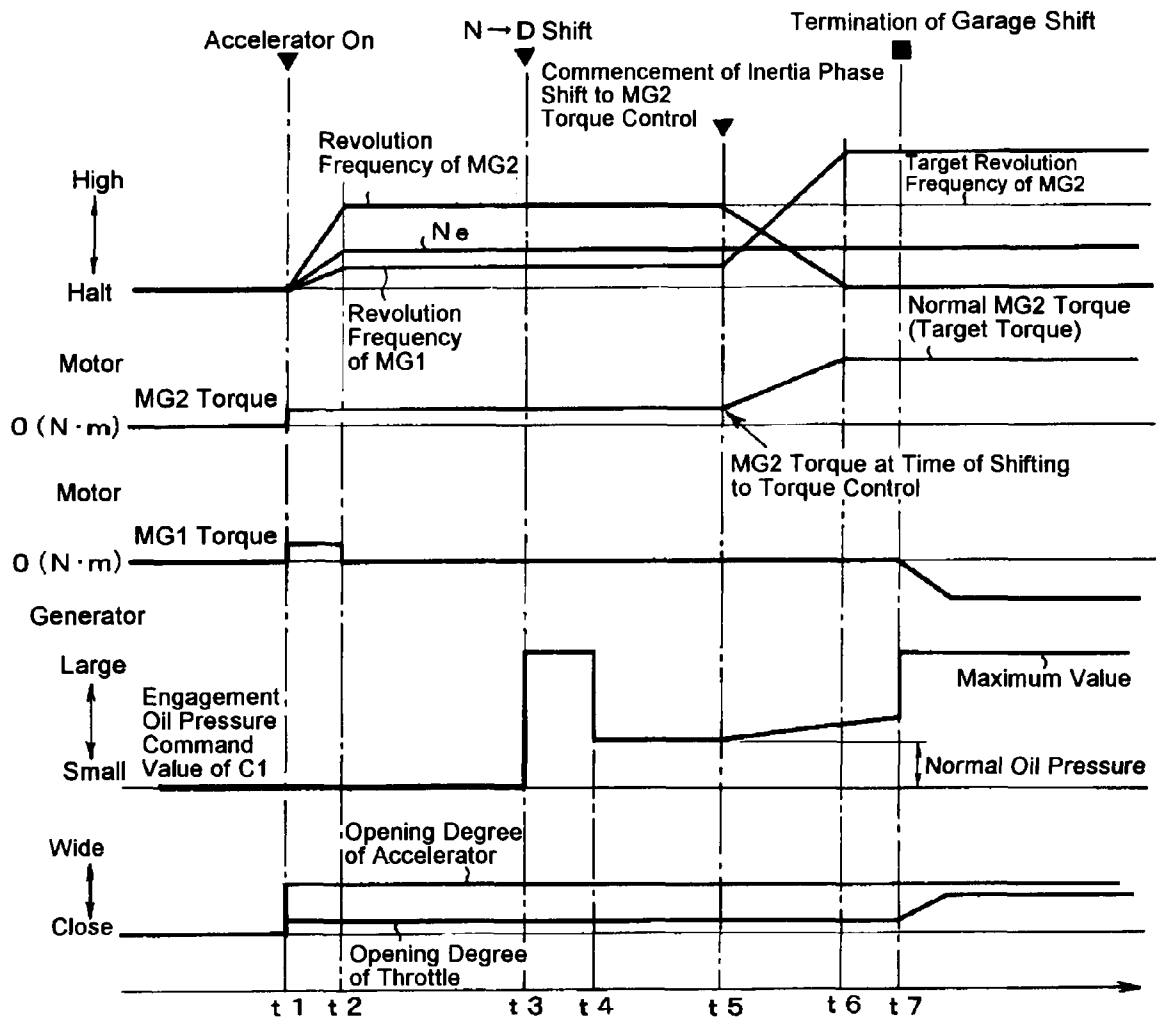 Accelerator On
N→D Shift
Termination of Garage Shift
Commencement of Inertia Phase
Shift to MG2
Torque Control
Revolution
Frequency of MG2
Target Revolution
Frequency of MG2
High
Ne
Halt
Revolution
Frequency
of MG1
Normal MG2 Torque
(Target Torque)
Motor
MG2 Torque
0 (N·m)
MG2 Torque at Time of Shifting
to Torque Control
Motor
MG1 Torque
0 (N·m)
Generator
Large
Maximum Value
Engagement
Oil Pressure
Command
Value of C1
Small
Normal Oil Pressure
Opening Degree
of Accelerator
Wide
Close
Opening Degree
of Throttle
t1 t2 t3 t4 t5 t6 t7